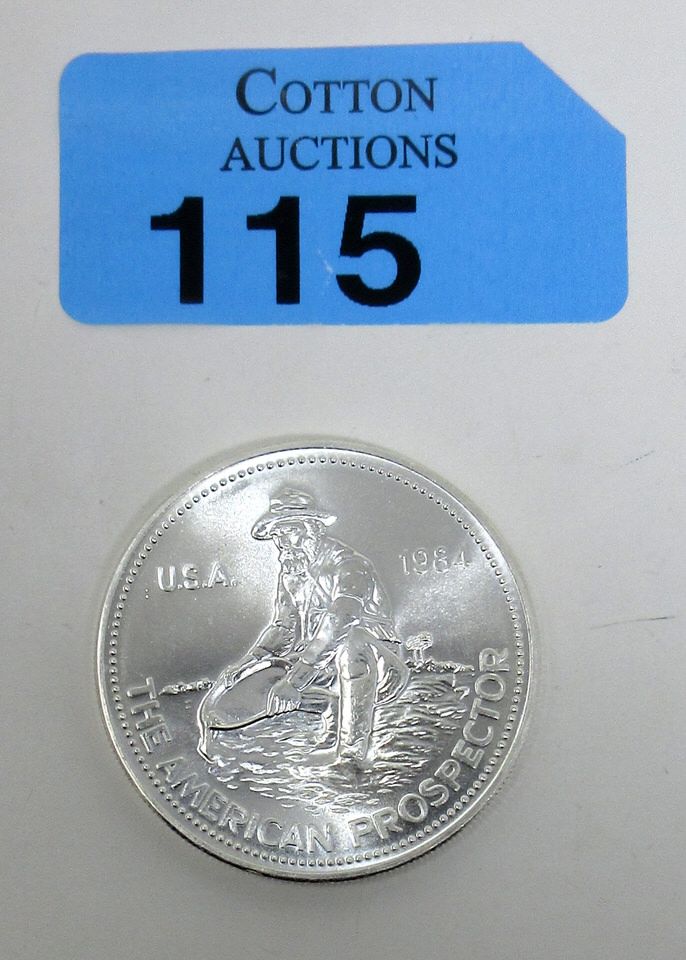 COTTON
AUCTIONS
115
U.S.A.
1984
THE AMERICAN PROSPECTOR